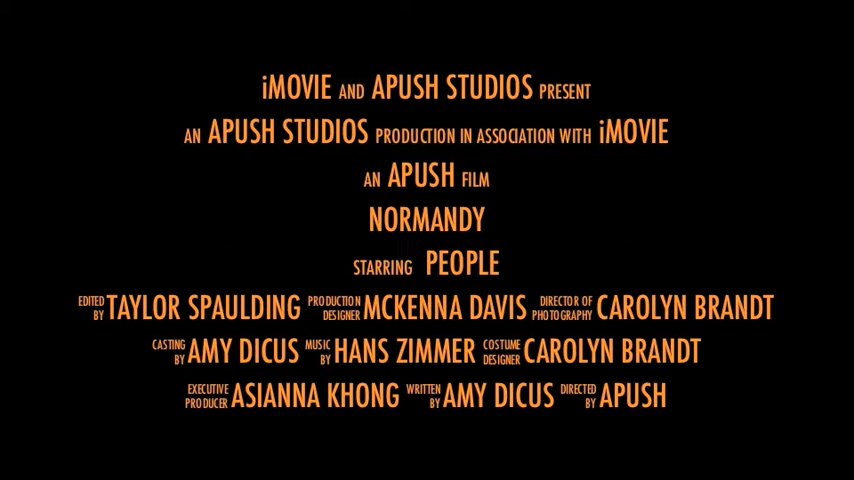 iMOVIE AND APUSH STUDIOS PRESENT
AN APUSH STUDIOS PRODUCTION IN ASSOCIATION WITH iMOVIE
AN APUSH FILM
NORMANDY
STARRING PEOPLE
EDITED BY TAYLOR SPAULDING PRODUCTION DESIGNER MCKENNA DAVIS DIRECTOR OF PHOTOGRAPHY CAROLYN BRANDT
CASTING BY AMY DICUS MUSIC BY HANS ZIMMER COSTUME DESIGNER CAROLYN BRANDT
EXECUTIVE PRODUCER ASIANNA KHONG WRITTEN BY AMY DICUS DIRECTED BY APUSH